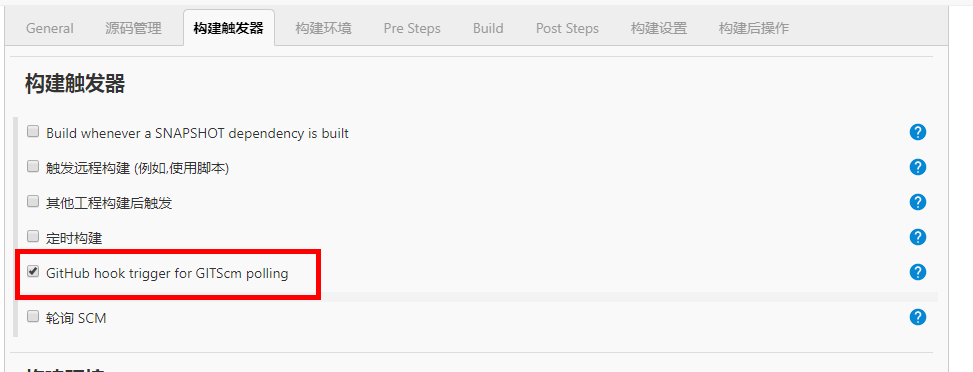 General 源码管理 构建触发器 构建环境 Pre Steps Build Post Steps 构建设置 构建后操作
构建触发器
Build whenever a SNAPSHOT dependency is built
触发远程构建 (例如,使用脚本)
其他工程构建后触发
定时构建
GitHub hook trigger for GITScm polling
轮询 SCM